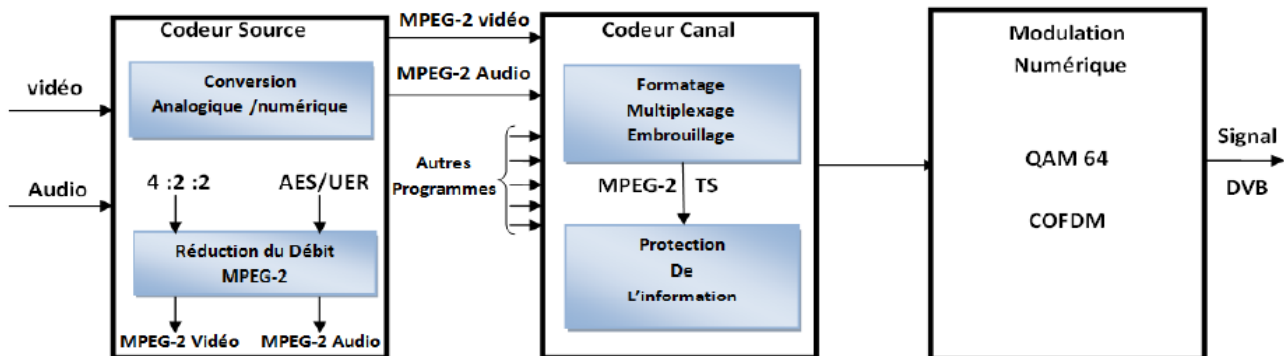 vidéo
Audio
Codeur Source
Conversion
Analogique /numérique
4 :2 :2
AES/UER
Réduction du Débit
MPEG-2
MPEG-2 Vidéo
MPEG-2 Audio
MPEG-2 vidéo
MPEG-2 Audio
Autres
Programmes
Codeur Canal
Formatage
Multiplexage
Embrouillage
MPEG-2 TS
Protection
De
L'information
Modulation
Numérique
QAM 64
COFDM
Signal
DVB